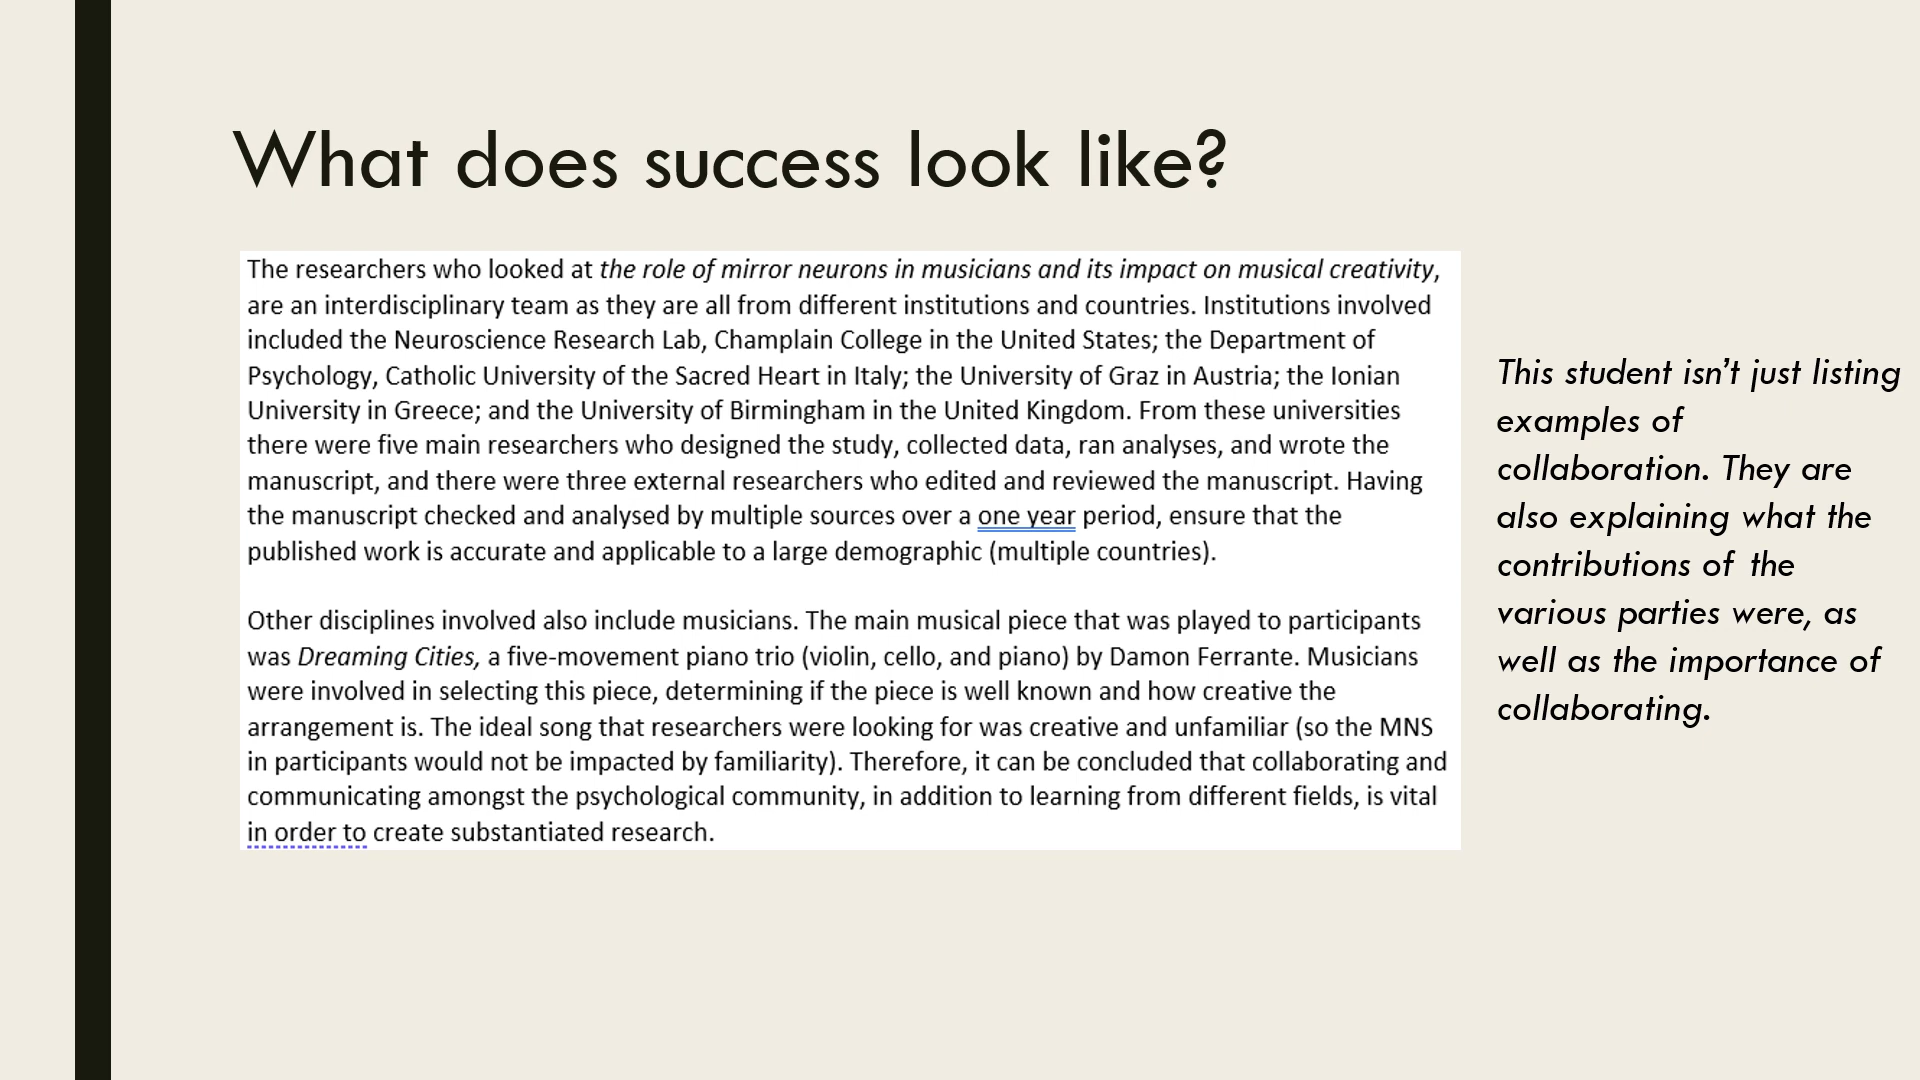 What does success look like?
The researchers who looked at the role of mirror neurons in musicians and its impact on musical creativity,
are an interdisciplinary team as they are all from different institutions and countries. Institutions involved
included the Neuroscience Research Lab, Champlain College in the United States; the Department of
Psychology, Catholic University of the Sacred Heart in Italy; the University of Graz in Austria; the Ionian
University in Greece; and the University of Birmingham in the United Kingdom. From these universities
there were five main researchers who designed the study, collected data, ran analyses, and wrote the
manuscript, and there were three external researchers who edited and reviewed the manuscript. Having
the manuscript checked and analysed by multiple sources over a one year period, ensure that the
published work is accurate and applicable to a large demographic (multiple countries).
Other disciplines involved also include musicians. The main musical piece that was played to participants
was Dreaming Cities, a five-movement piano trio (violin, cello, and piano) by Damon Ferrante. Musicians
were involved in selecting this piece, determining if the piece is well known and how creative the
arrangement is. The ideal song that researchers were looking for was creative and unfamiliar (so the MNS
in participants would not be impacted by familiarity). Therefore, it can be concluded that collaborating and
communicating amongst the psychological community, in addition to learning from different fields, is vital
in order to create substantiated research.
This student isn't just listing
examples of
collaboration. They are
also explaining what the
contributions of the
various parties were, as
well as the importance of
collaborating.